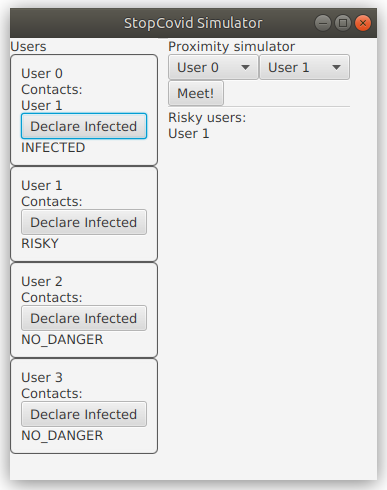 StopCovid Simulator
Users
User 0
Contacts:
User 1
Declare Infected
INFECTED
User 1
Contacts:
Declare Infected
RISKY
User 2
Contacts:
Declare Infected
NO_DANGER
User 3
Contacts:
Declare Infected
NO_DANGER
Proximity simulator
User 0 User 1
Meet!
Risky users:
User 1